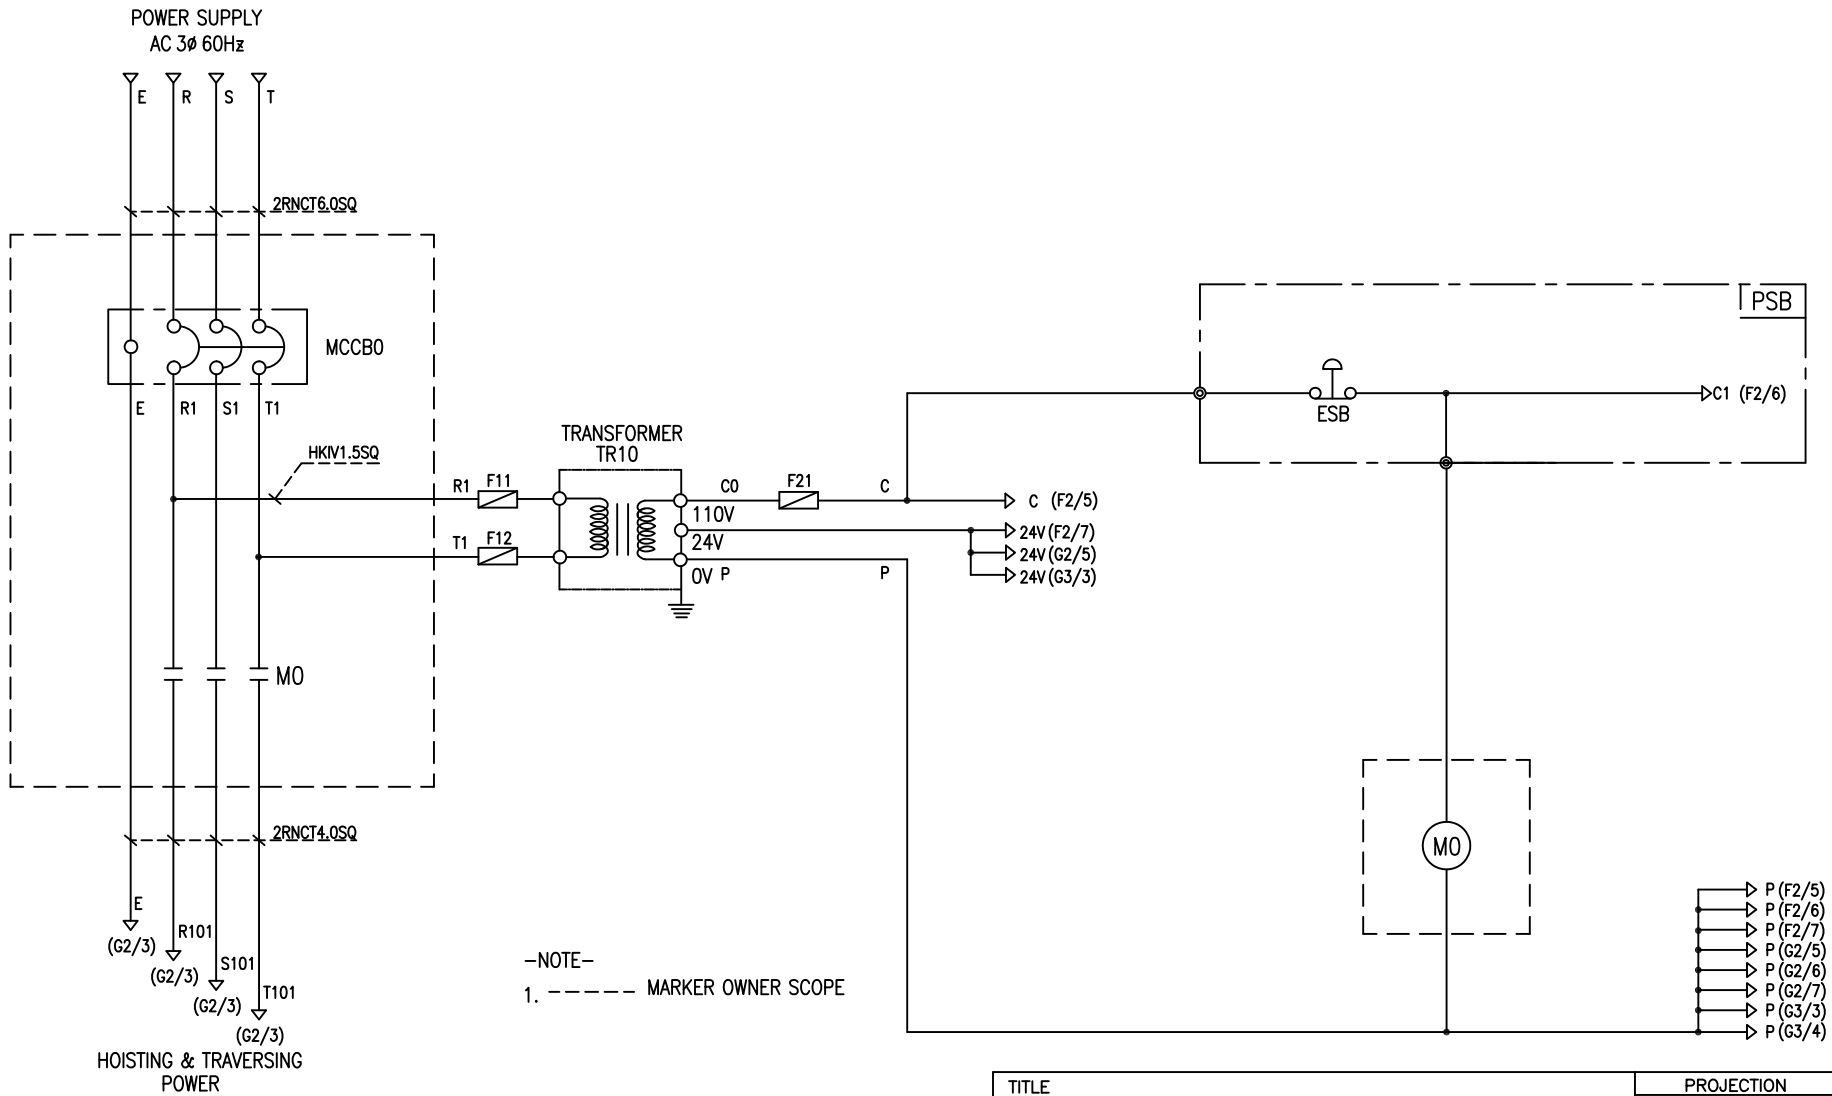 POWER SUPPLY
AC 3ø 60Hz
E R S T
2RNCT6.0SQ
MCCB0
E R1 S1 T1
HKIV1.5SQ
TRANSFORMER
TR10
R1 F11
T1 F12
C0 F21 C
110V
24V
0V P P
C (F2/5)
24V(F2/7)
24V(G2/5)
24V(G3/3)
PSB
ESB
C1 (F2/6)
M0
M0
2RNCT4.0SQ
E
(G2/3)
R101
(G2/3)
S101
(G2/3)
T101
(G2/3)
HOISTING & TRAVERSING
POWER
-NOTE-
1. ------ MARKER OWNER SCOPE
P(F2/5)
P(F2/6)
P(F2/7)
P(G2/5)
P(G2/6)
P(G2/7)
P(G3/3)
P(G3/4)
TITLE
PROJECTION